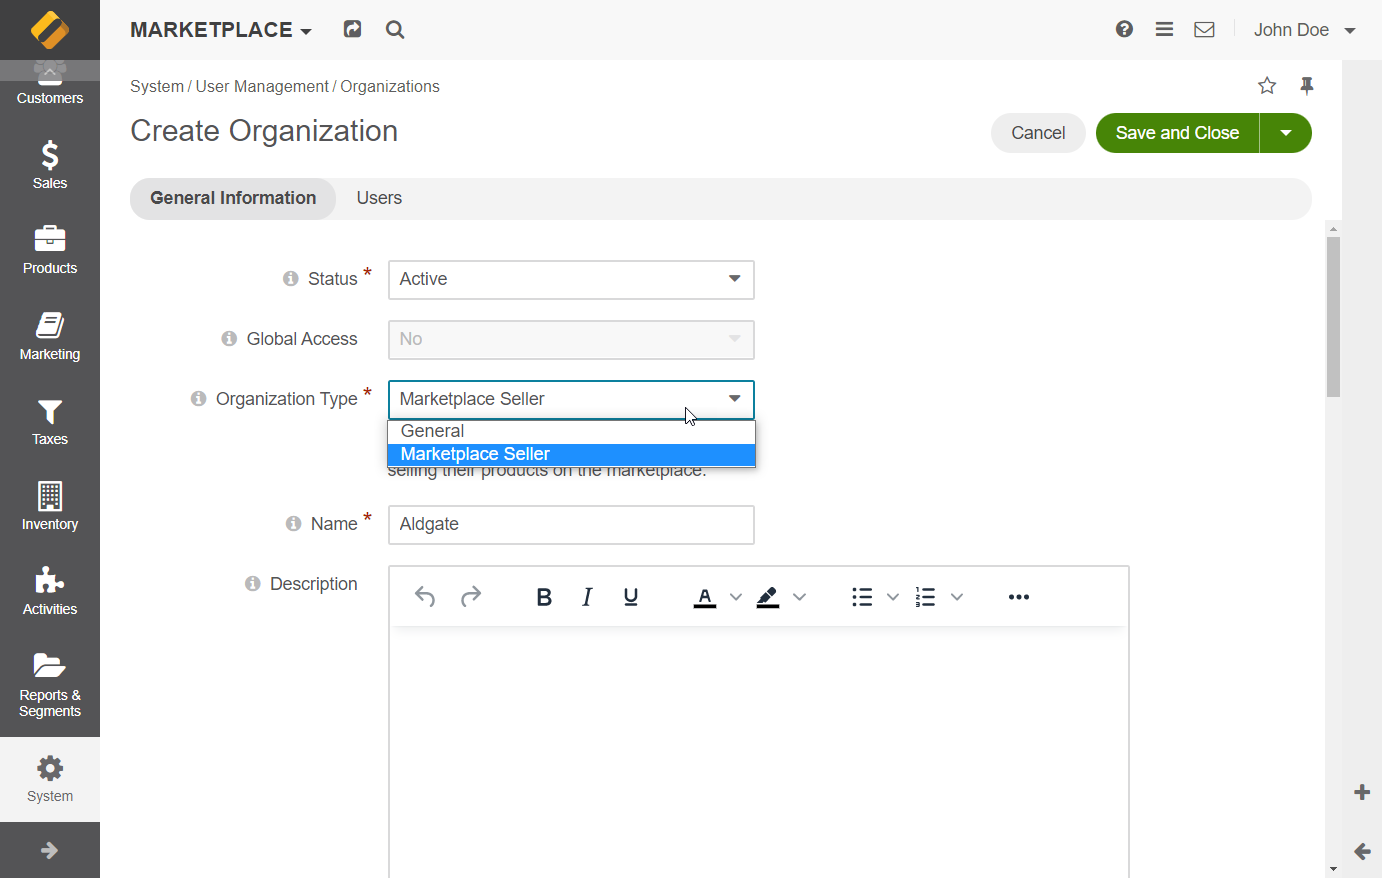 MARKETPLACE
John Doe
Customers
Sales
Products
Marketing
Taxes
Inventory
Activities
Reports &
Segments
System
System / User Management / Organizations
Create Organization
Cancel
Save and Close
General Information
Users
Status *
Active
Global Access
No
Organization Type *
Marketplace Seller
General
Marketplace Seller
selling their products on the marketplace.
Name *
Aldgate
Description
B I U A